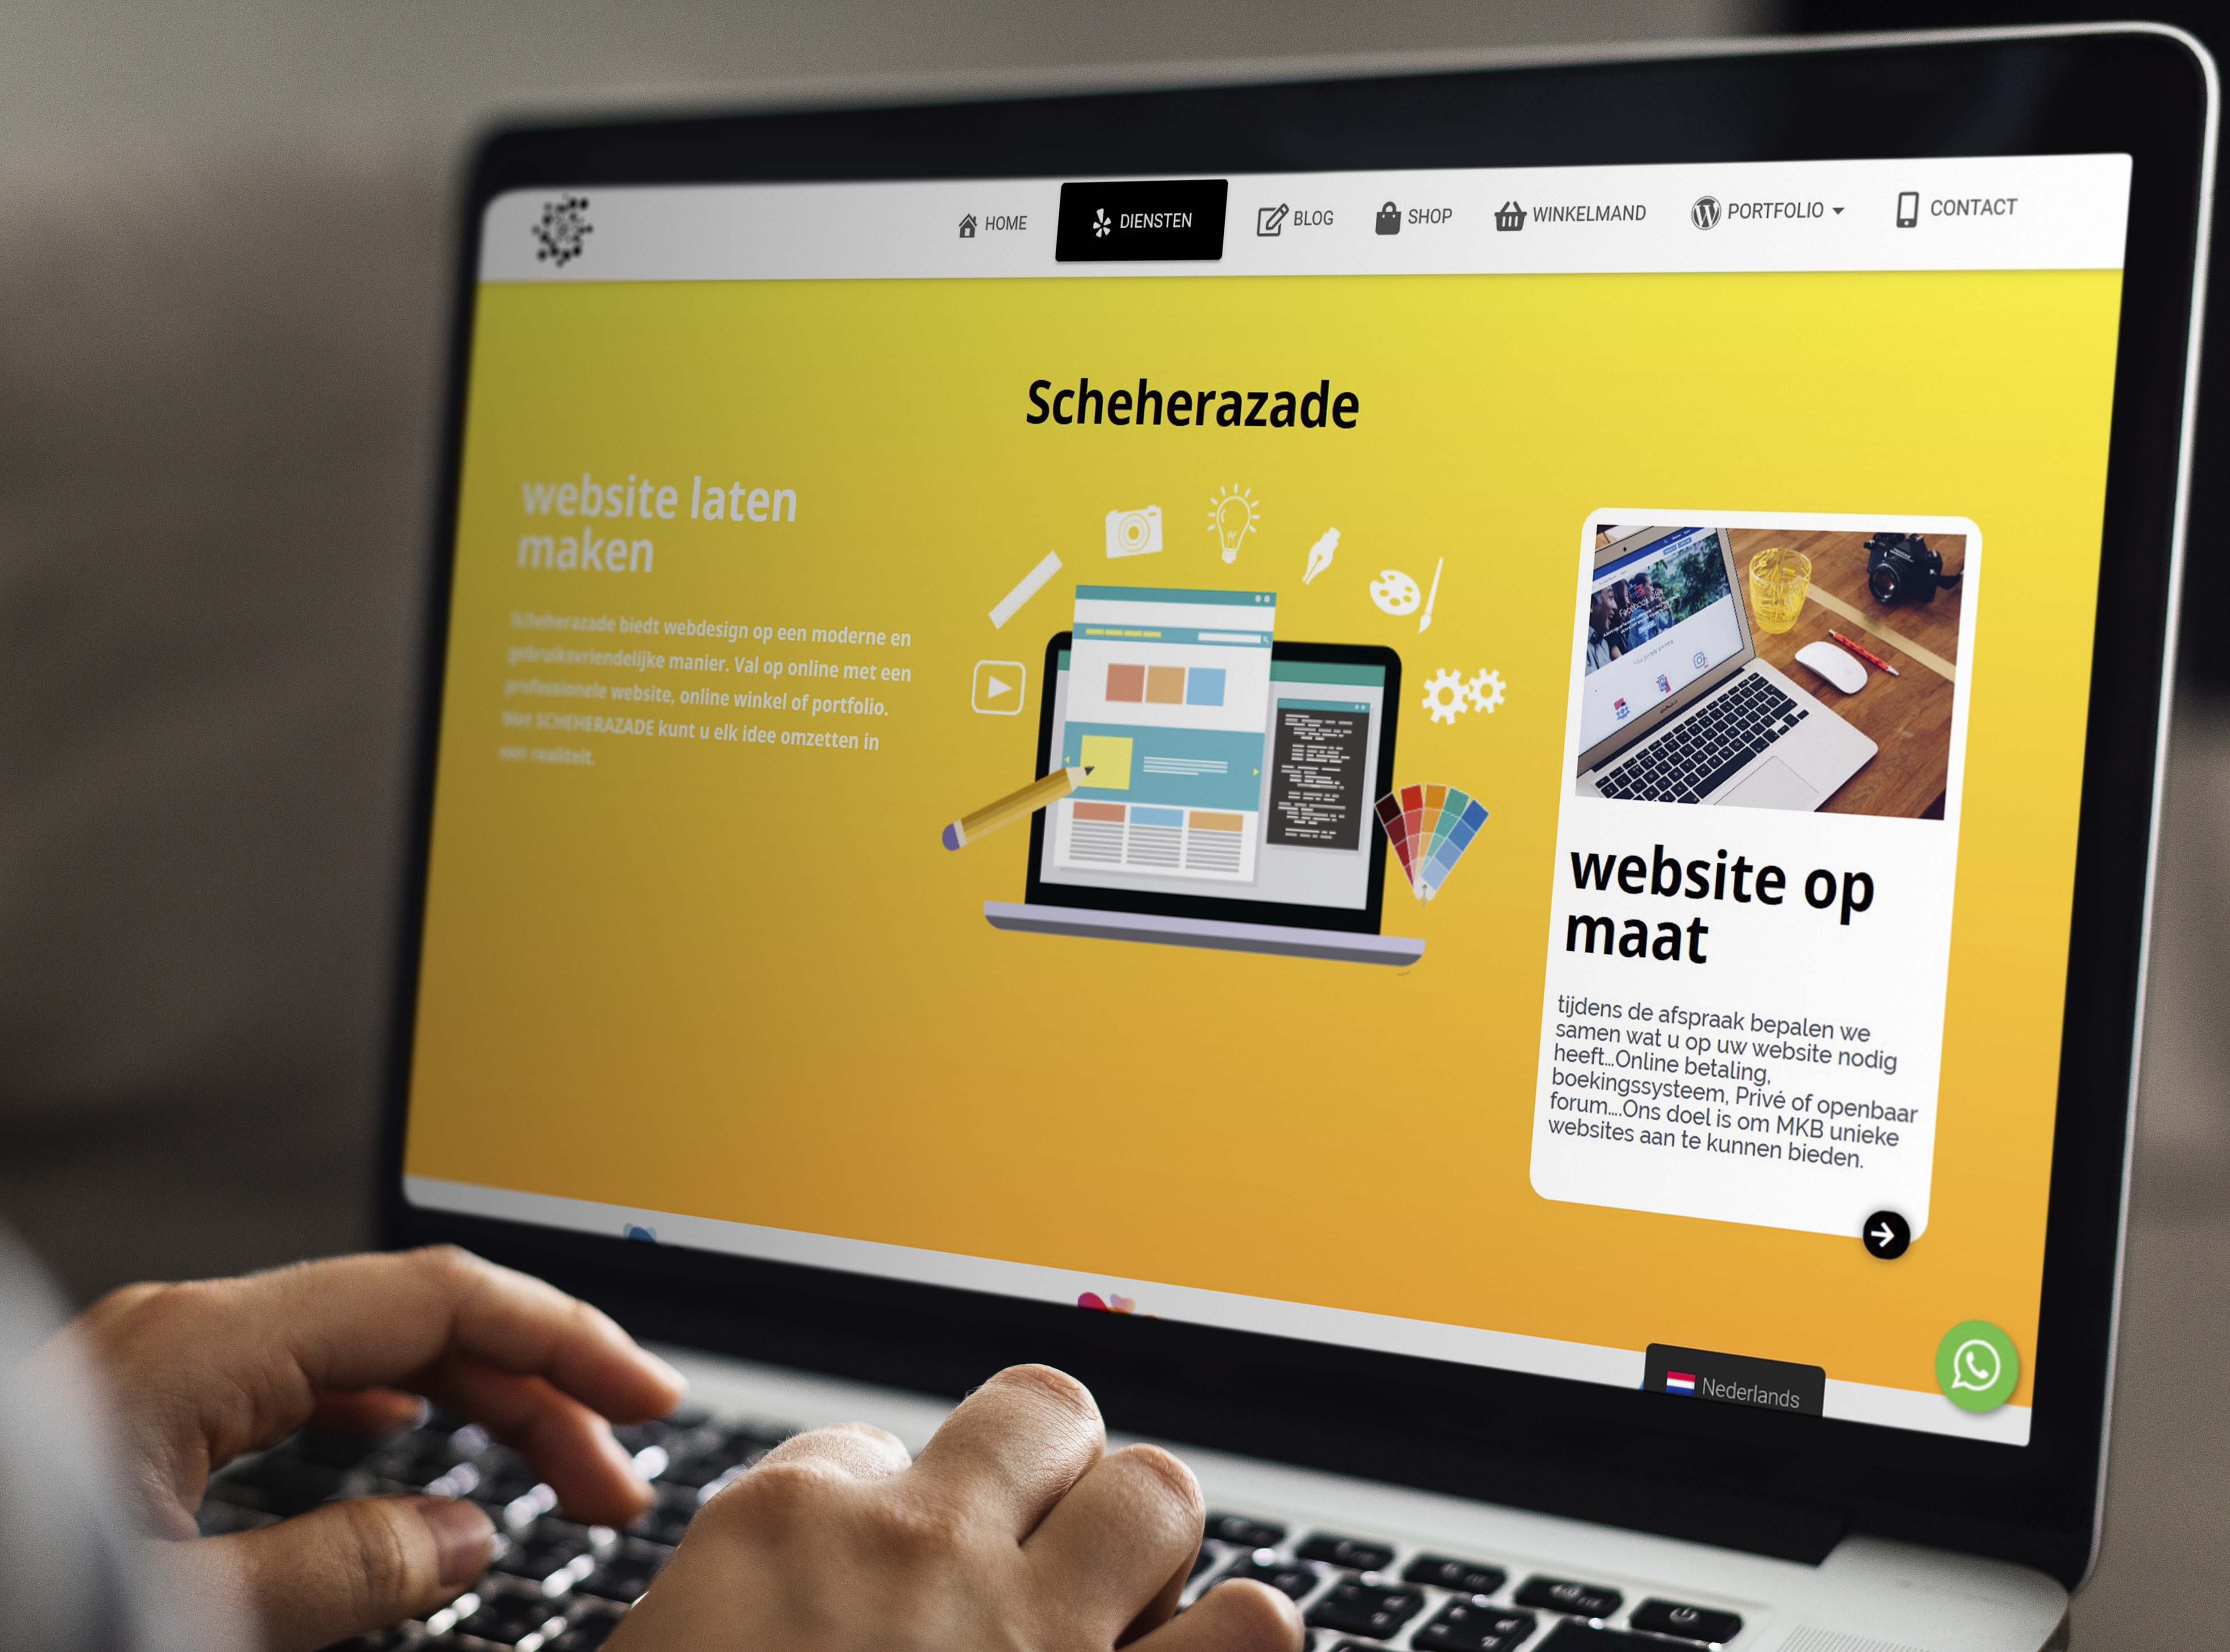 HOME
DIENSTEN
BLOG
SHOP
WINKELMAND
PORTFOLIO
CONTACT
Scheherazade
website laten
maken
Scheherazade biedt webdesign op een moderne en
gebruiksvriendelijke manier. Val op online met een
professionele website, online winkel of portfolio.
Met SCHEHERAZADE kunt u elk idee omzetten in
een realiteit.
website op
maat
tijdens de afspraak bepalen we
samen wat u op uw website nodig
heeft...Online betaling,
boekingssysteem, Privé of openbaar
forum....Ons doel is om MKB unieke
websites aan te kunnen bieden.
Nederlands